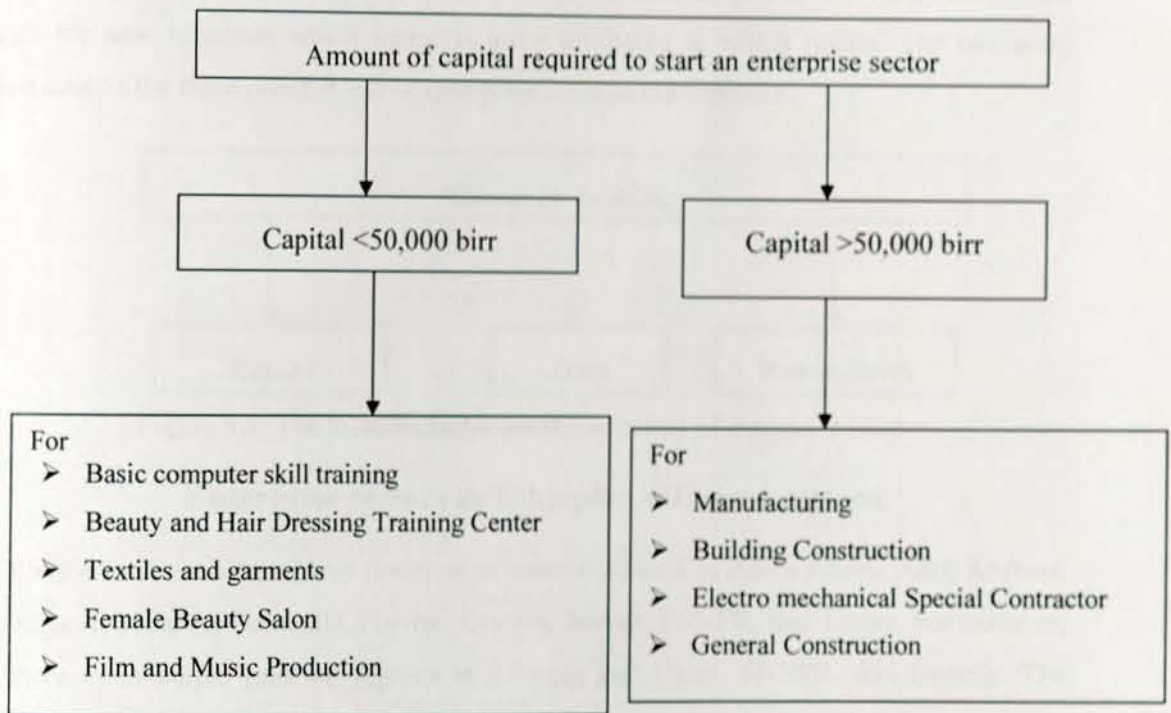 Amount of capital required to start an enterprise sector
Capital <50,000 birr
Capital >50,000 birr
For
➢ Basic computer skill training
➢ Beauty and Hair Dressing Training Center
➢ Textiles and garments
➢ Female Beauty Salon
➢ Film and Music Production
For
➢ Manufacturing
➢ Building Construction
➢ Electro mechanical Special Contractor
➢ General Construction